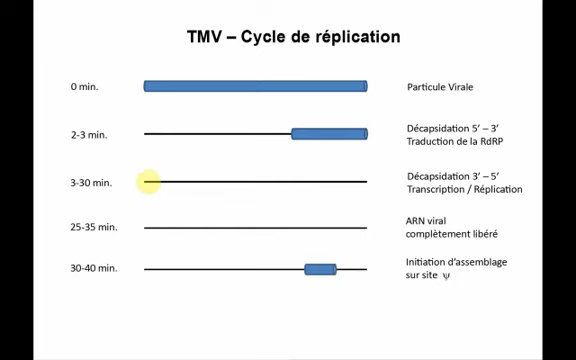 TMV – Cycle de réplication
0 min.
Particule Virale
2-3 min.
Décapsidation 5’ – 3’
Traduction de la RdRP
3-30 min.
Décapsidation 3’ – 5’
Transcription / Réplication
25-35 min.
ARN viral
complètement libéré
30-40 min.
Initiation d’assemblage
sur site ψ